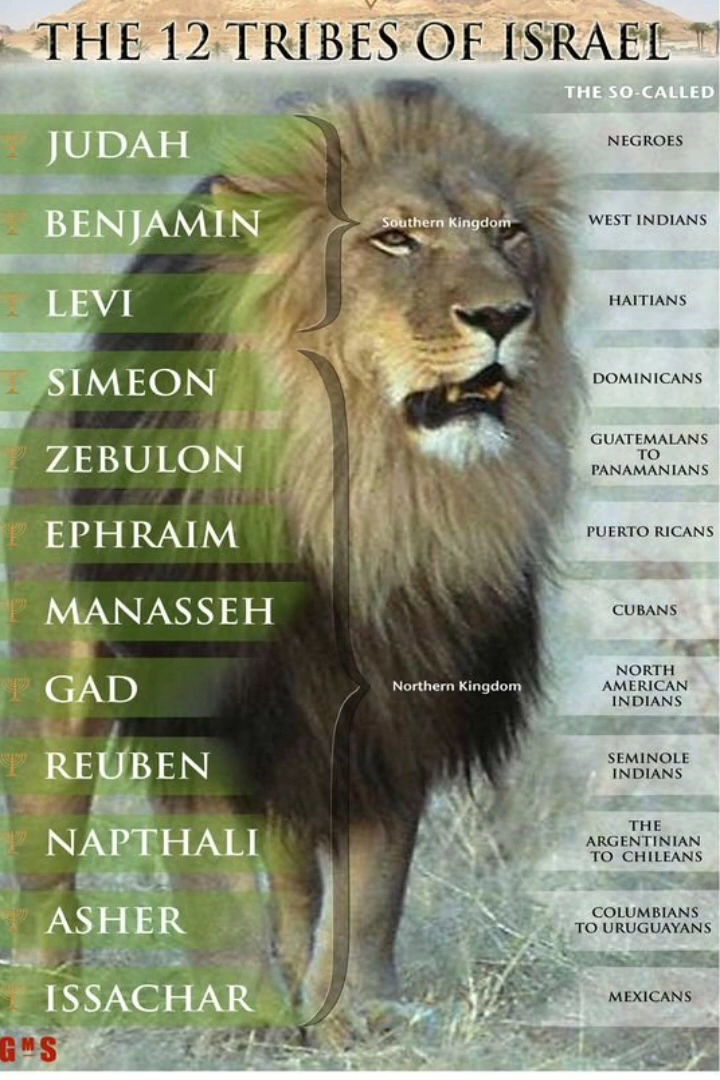 THE 12 TRIBES OF ISRAEL
THE SO-CALLED
JUDAH
NEGROES
BENJAMIN
Southern Kingdom
WEST INDIANS
LEVI
HAITIANS
SIMEON
DOMINICANS
ZEBULON
GUATEMALANS
TO
PANAMANIANS
EPHRAIM
PUERTO RICANS
MANASSEH
CUBANS
GAD
Northern Kingdom
NORTH
AMERICAN
INDIANS
REUBEN
SEMINOLE
INDIANS
NAPTHALI
THE
ARGENTINIAN
TO CHILEANS
ASHER
COLUMBIANS
TO URUGUAYANS
ISSACHAR
MEXICANS
GMS